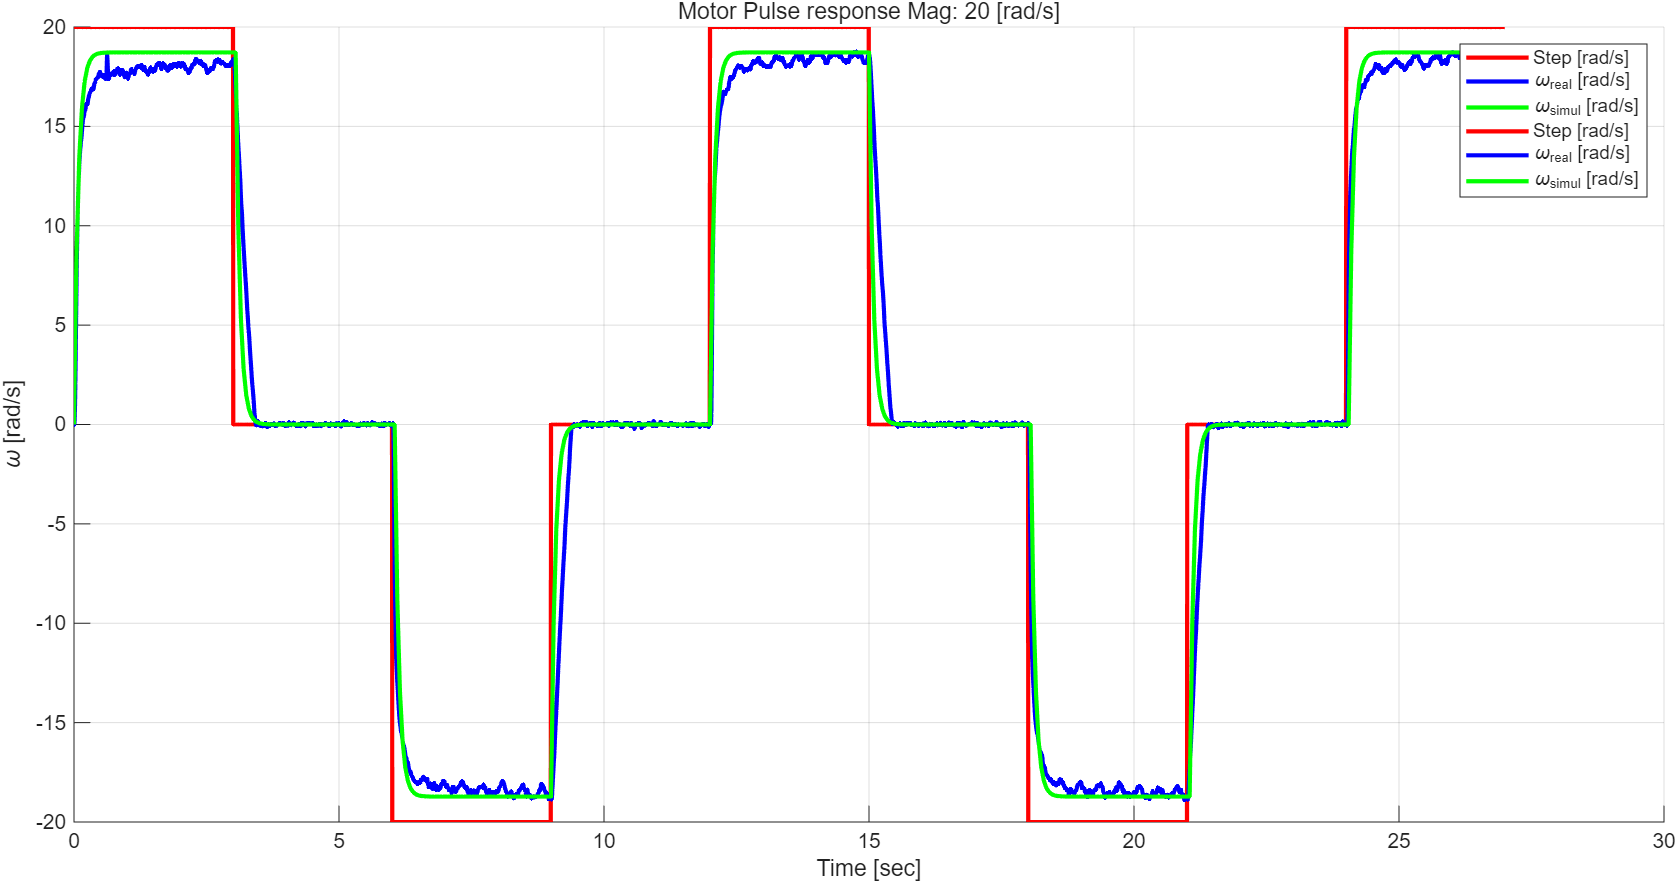 Motor Pulse response Mag: 20 [rad/s]
20
15
10
5
0
-5
-10
-15
-20
ω [rad/s]
Step [rad/s]
ωreal [rad/s]
ωsimul [rad/s]
Step [rad/s]
ωreal [rad/s]
ωsimul [rad/s]
0 5 10 15 20 25 30
Time [sec]